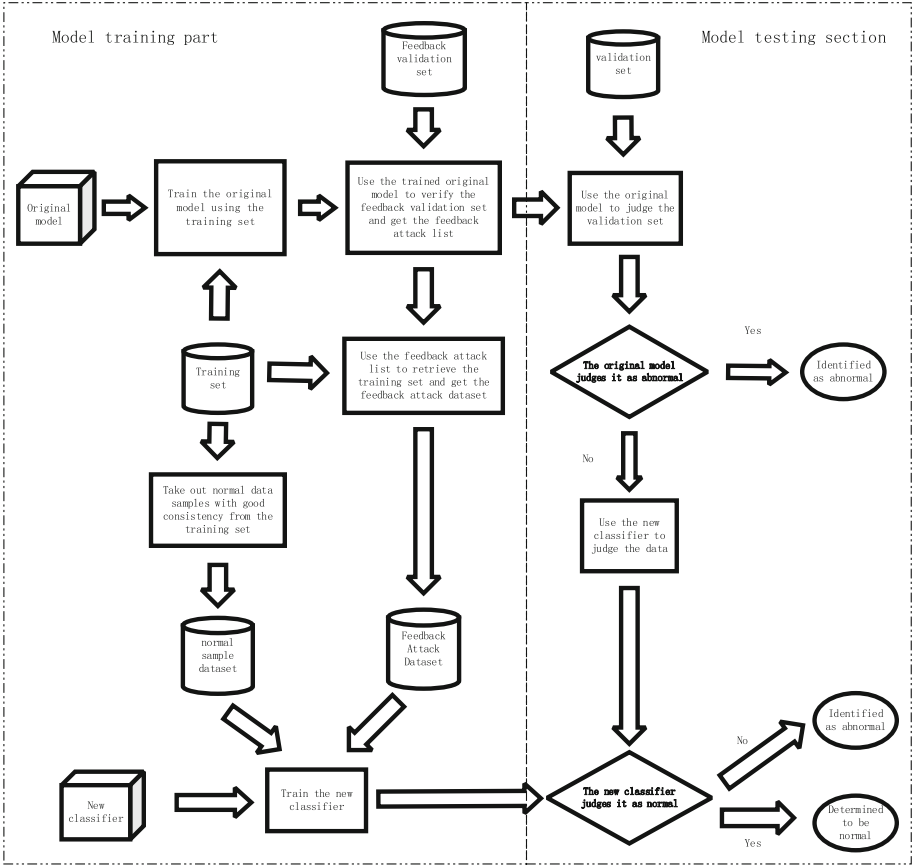 Model training part
Model testing section
Feedback
validation
set
validation
set
Original
model
Train the original
model using the
training set
Use the trained original
model to verify the
feedback validation set
and get the feedback
attack list
Use the original
model to judge the
validation set
Yes
Training
set
Use the feedback attack
list to retrieve the
training set and get the
feedback attack dataset
The original model
judges it as abnormal
Identified
as abnormal
No
Take out normal data
samples with good
consistency from the
training set
Use the new
classifier to
judge the data
normal
sample
dataset
Feedback
Attack
Dataset
Identified
as abnormal
No
New
classifier
Train the new
classifier
The new classifier
judges it as normal
Determined
to be
normal
Yes